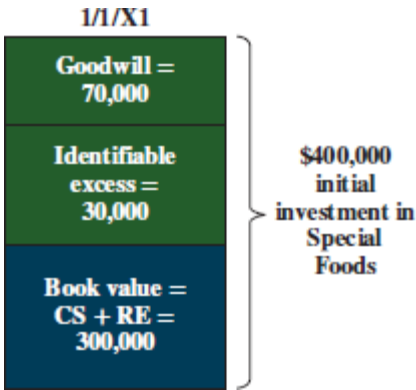 1/1/X1
Goodwill =
70,000
Identifiable
excess =
30,000
Book value =
CS + RE =
300,000
$400,000
initial
investment in
Special
Foods